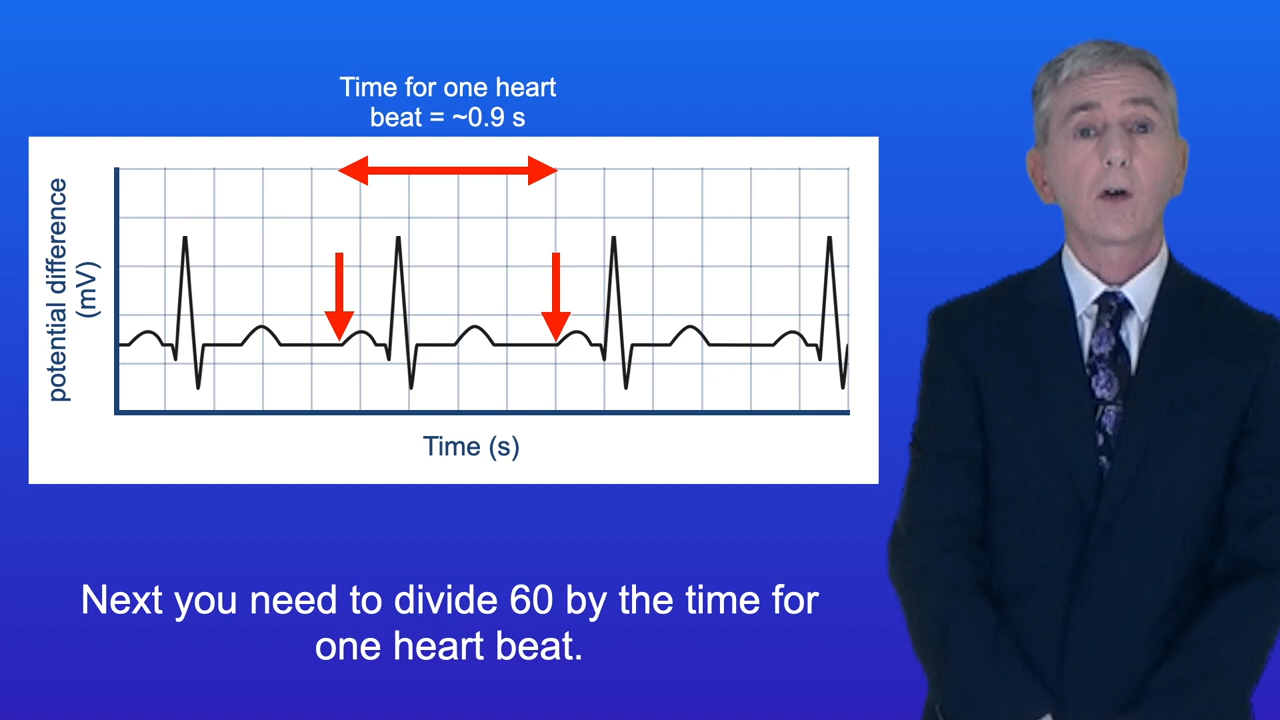 Time for one heart
beat = ~0.9 s
potential difference
(mV)
Time (s)
Next you need to divide 60 by the time for
one heart beat.